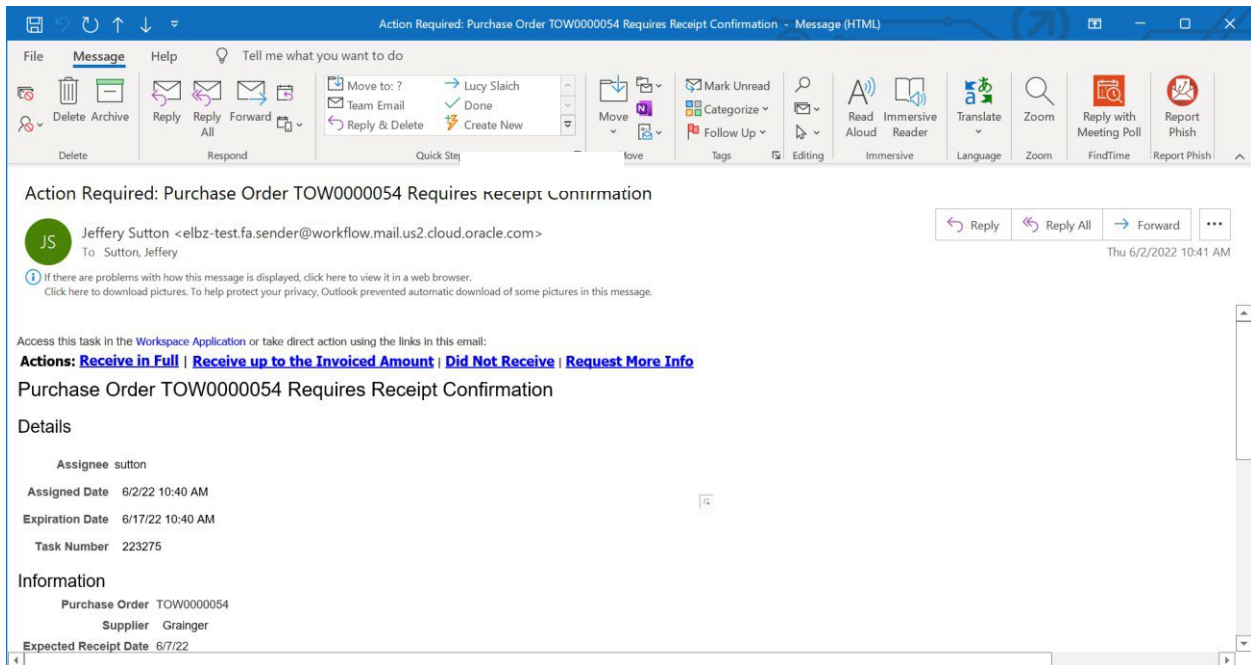 Action Required: Purchase Order TOW0000054 Requires Receipt Confirmation - Message (HTML)
File Message Help Tell me what you want to do
Delete Archive
Reply
Reply All
Forward
Move to: ?
Team Email
Reply & Delete
Lucy Slaich
Done
Create New
Move
Mark Unread
Categorize
Follow Up
Read Aloud
Immersive Reader
Translate
Zoom
Reply with Meeting Poll
Report Phish
Delete Respond Tags Editing Immersive Language Zoom FindTime Report Phish
Action Required: Purchase Order TOW0000054 Requires Receipt Confirmation
JS
Jeffery Sutton <elbz-test.fa.sender@workflow.mail.us2.cloud.oracle.com>
To Sutton, Jeffery
Reply Reply All Forward
Thu 6/2/2022 10:41 AM
If there are problems with how this message is displayed, click here to view it in a web browser.
Click here to download pictures. To help protect your privacy, Outlook prevented automatic download of some pictures in this message.
Access this task in the Workspace Application or take direct action using the links in this email:
Actions: Receive in Full | Receive up to the Invoiced Amount | Did Not Receive | Request More Info
Purchase Order TOW0000054 Requires Receipt Confirmation
Details
Assignee sutton
Assigned Date 6/2/22 10:40 AM
Expiration Date 6/17/22 10:40 AM
Task Number 223275
Information
Purchase Order TOW0000054
Supplier Grainger
Expected Receipt Date 6/7/22